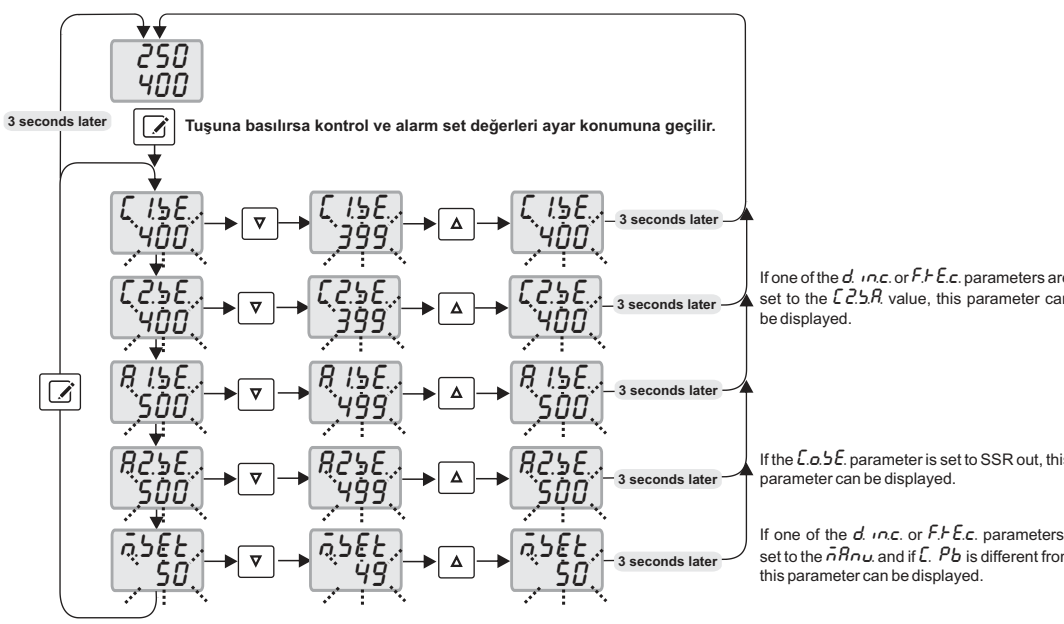 250
400
3 seconds later
Tuşuna basılırsa kontrol ve alarm set değerleri ayar konumuna geçilir.
C1.SE. C1.SE. C1.SE.
400 399 400
3 seconds later
C2.SE. C2.SE. C2.SE.
400 399 400
3 seconds later
If one of the d. in.c. or F.tE.c. parameters are
set to the C2.S.A. value, this parameter can
be displayed.
A1.SE. A1.SE. A1.SE.
500 499 500
3 seconds later
A2.SE. A2.SE. A2.SE.
500 499 500
3 seconds later
If the C.o.SE. parameter is set to SSR out, this
parameter can be displayed.
m.SEt m.SEt m.SEt
50 49 50
3 seconds later
If one of the d. in.c. or F.tE.c. parameters
set to the mAnu. and if C. Pb is different from
this parameter can be displayed.